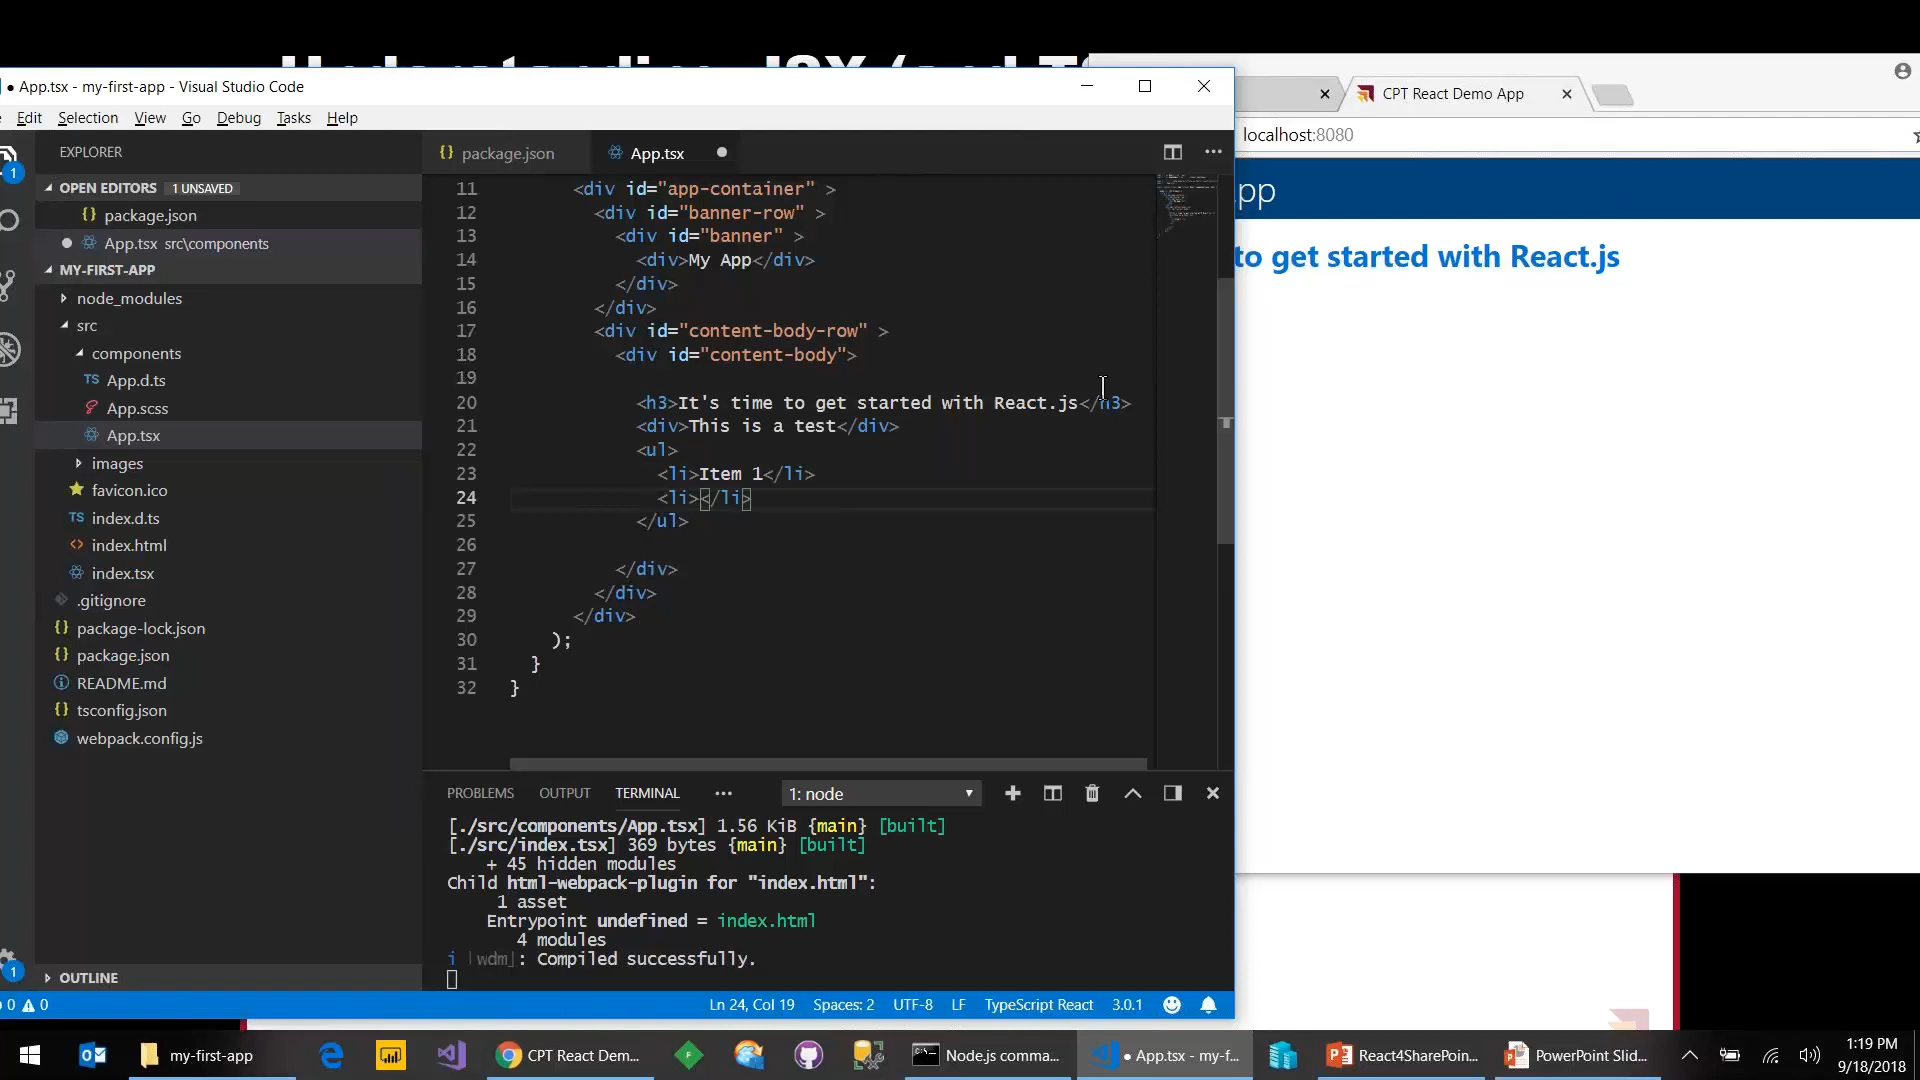 App.tsx - my-first-app - Visual Studio Code
Edit Selection View Go Debug Tasks Help
CPT React Demo App
localhost:8080
EXPLORER
OPEN EDITORS 1 UNSAVED
package.json
App.tsx src\components
MY-FIRST-APP
node_modules
src
components
TS App.d.ts
App.scss
App.tsx
images
favicon.ico
TS index.d.ts
index.html
index.tsx
.gitignore
package-lock.json
package.json
README.md
tsconfig.json
webpack.config.js
OUTLINE
{} package.json App.tsx
11 <div id="app-container" >
12 <div id="banner-row" >
13 <div id="banner" >
14 <div>My App</div>
15 </div>
16 </div>
17 <div id="content-body-row" >
18 <div id="content-body">
19
20 <h3>It's time to get started with React.js</h3>
21 <div>This is a test</div>
22 <ul>
23 <li>Item 1</li>
24 <li></li>
25 </ul>
26
27 </div>
28 </div>
29 </div>
30 );
31 }
32 }
PROBLEMS OUTPUT TERMINAL ••• 1: node
[./src/components/App.tsx] 1.56 KiB {main} [built]
[./src/index.tsx] 369 bytes {main} [built]
+ 45 hidden modules
Child html-webpack-plugin for "index.html":
1 asset
Entrypoint undefined = index.html
4 modules
i ｢wdm｣: Compiled successfully.
0 0 Ln 24, Col 19 Spaces: 2 UTF-8 LF TypeScript React 3.0.1
to get started with React.js
my-first-app CPT React Dem... Node.js comma... App.tsx - my-f... React4SharePoin... PowerPoint Slid...
1:19 PM
9/18/2018